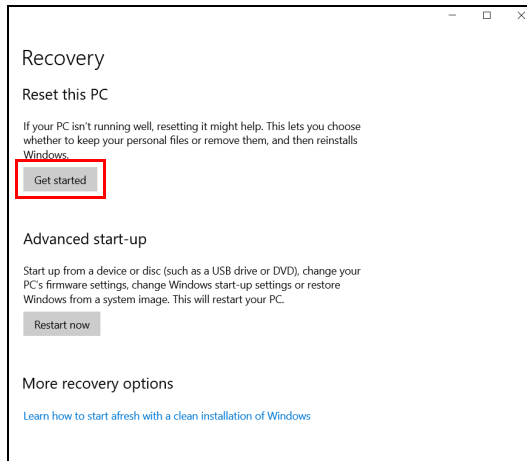 Recovery
Reset this PC
If your PC isn't running well, resetting it might help. This lets you choose
whether to keep your personal files or remove them, and then reinstalls
Windows.
Get started
Advanced start-up
Start up from a device or disc (such as a USB drive or DVD), change your
PC's firmware settings, change Windows start-up settings or restore
Windows from a system image. This will restart your PC.
Restart now
More recovery options
Learn how to start afresh with a clean installation of Windows